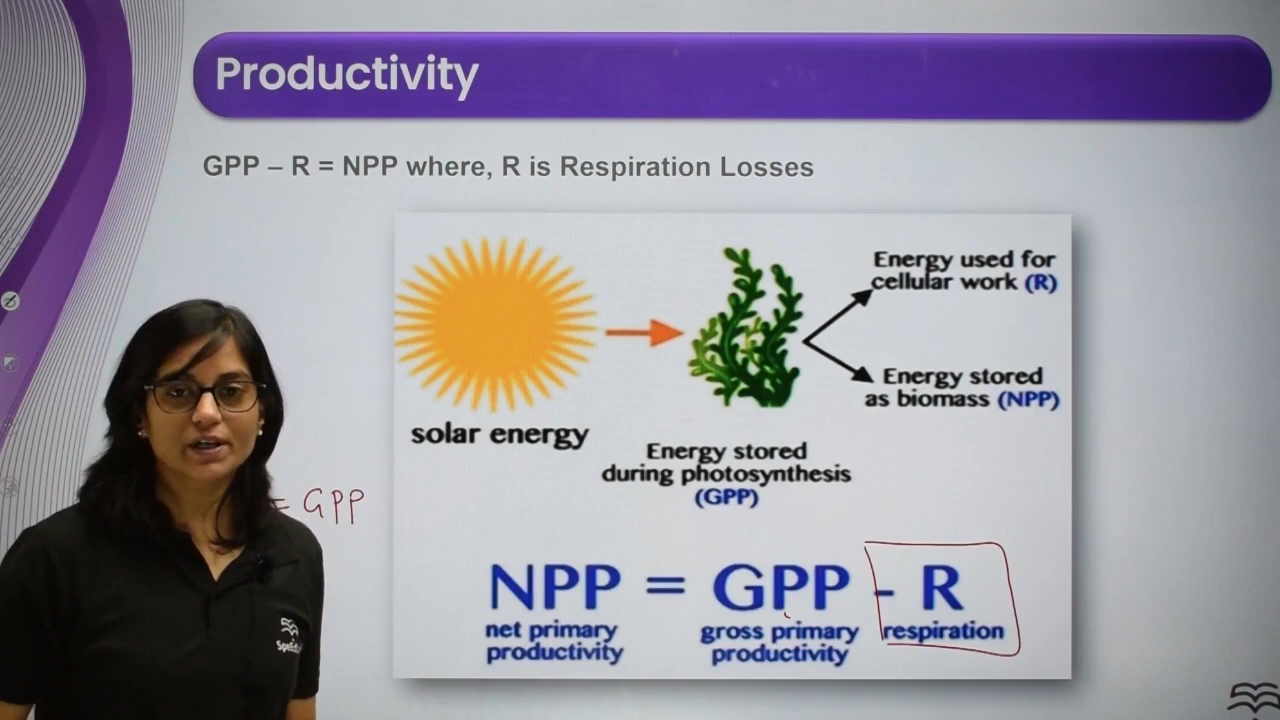 Productivity
GPP – R = NPP where, R is Respiration Losses
solar energy
Energy stored
during photosynthesis
(GPP)
Energy used for
cellular work (R)
Energy stored
as biomass (NPP)
= GPP
NPP = GPP - R
net primary
productivity
gross primary
productivity
respiration